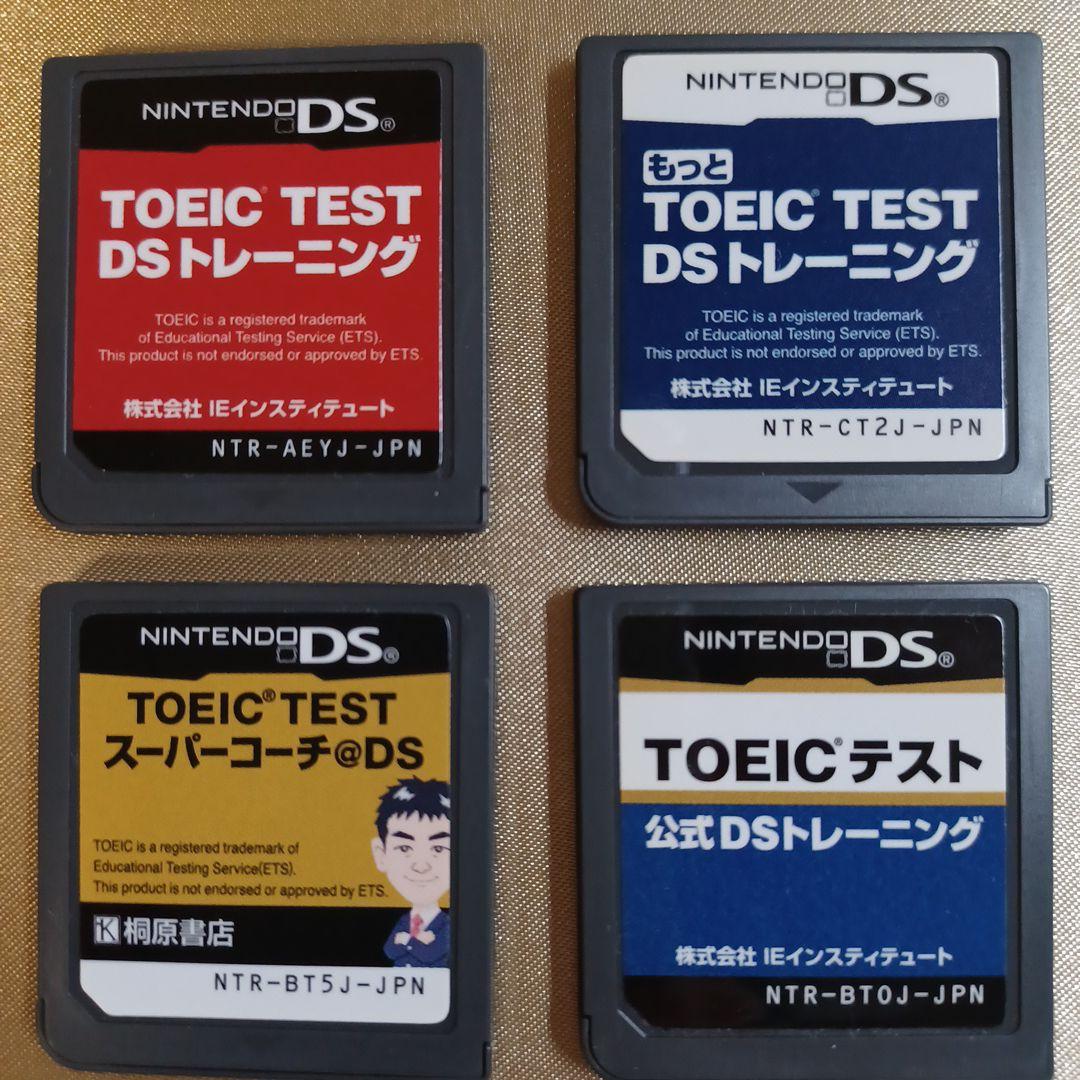 NINTENDO DS®
TOEIC® TEST
DSトレーニング
TOEIC is a registered trademark
of Educational Testing Service (ETS).
This product is not endorsed or approved by ETS.
株式会社 IEインスティテュート
NTR-AEYJ-JPN
NINTENDO DS®
もっと
TOEIC® TEST
DSトレーニング
TOEIC is a registered trademark
of Educational Testing Service (ETS).
This product is not endorsed or approved by ETS.
株式会社 IEインスティテュート
NTR-CT2J-JPN
NINTENDO DS®
TOEIC® TEST
スーパーコーチ@DS
TOEIC is a registered trademark of
Educational Testing Service(ETS).
This product is not endorsed or approved by ETS.
iK 桐原書店
NTR-BT5J-JPN
NINTENDO DS®
TOEIC® テスト
公式DSトレーニング
株式会社 IEインスティテュート
NTR-BT0J-JPN